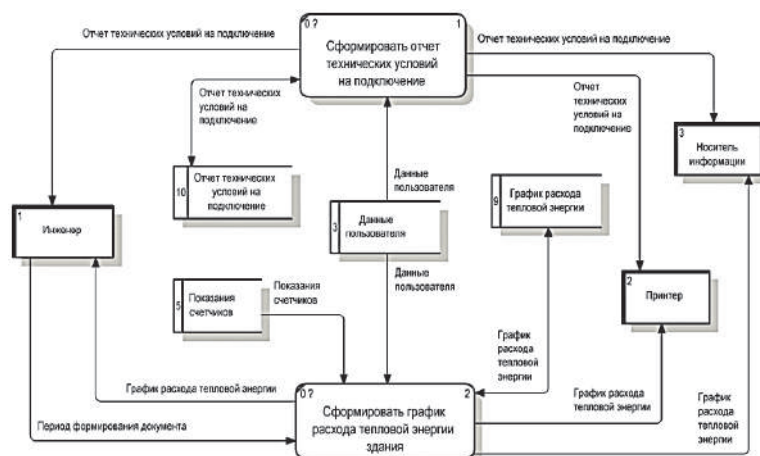 0 ?
1
Сформировать отчет
технических условий
на подключение
Отчет технических условий на подключение
Отчет технических условий на подключение
Отчет технических
условий на
подключение
Отчет
технических
условий на
подключение
3
Носитель
информации
10
Отчет технических
условий на
подключение
Данные
пользователя
9
График расхода
тепловой энергии
1
Инженер
3
Данные
пользователя
5
Показания
счетчиков
Показания
счетчиков
Данные
пользователя
2
Принтер
График
расхода
тепловой
энергии
График расхода тепловой энергии
0 ?
2
Сформировать график
расхода тепловой энергии
здания
График расхода
тепловой энергии
График
расхода
тепловой
энергии
Период формирования документа